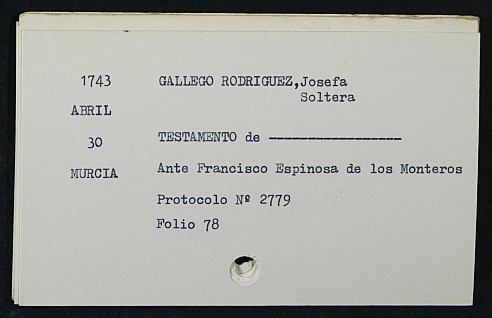 1743 GALLEGO RODRIGUEZ,Josefa
Soltera
ABRIL
30 TESTAMENTO de ------------------
MURCIA Ante Francisco Espinosa de los Monteros
Protocolo Nº 2779
Folio 78